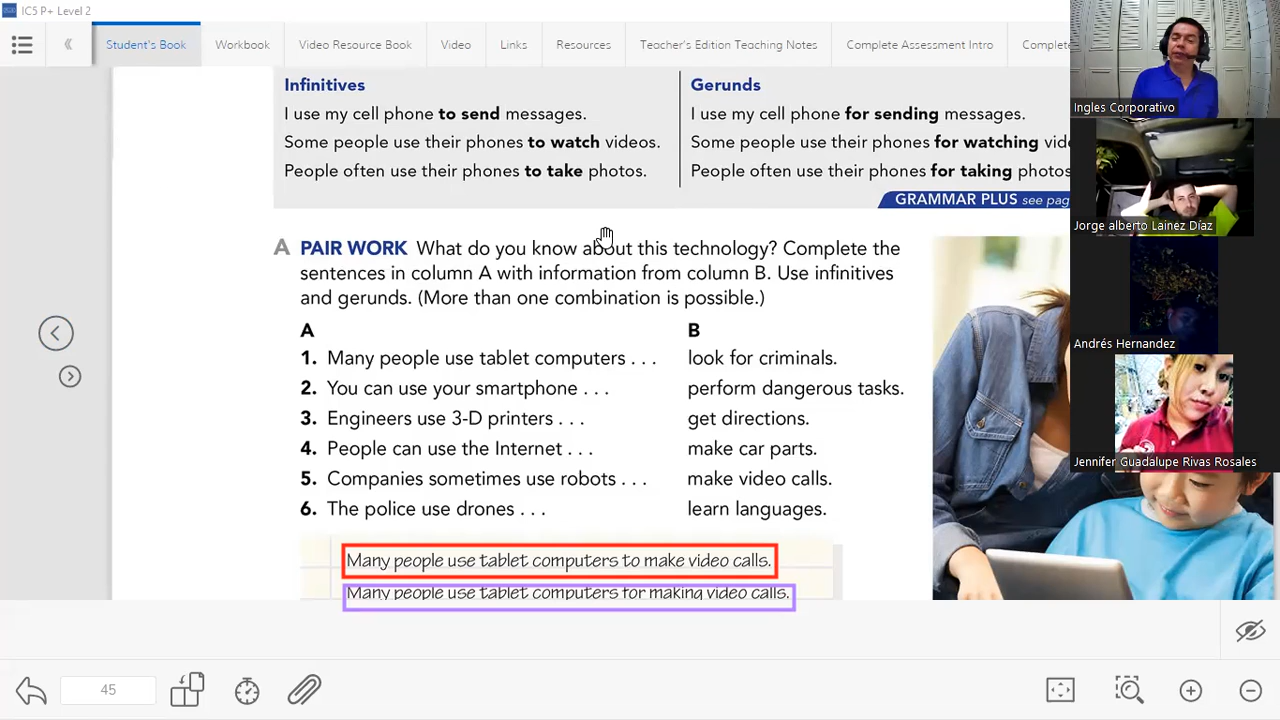 IC5 P+ Level 2
Student's Book
Workbook
Video Resource Book
Video
Links
Resources
Teacher's Edition Teaching Notes
Complete Assessment Intro
Complete
Infinitives
I use my cell phone to send messages.
Some people use their phones to watch videos.
People often use their phones to take photos.
Gerunds
I use my cell phone for sending messages.
Some people use their phones for watching vide
People often use their phones for taking photos
GRAMMAR PLUS see pag
A PAIR WORK What do you know about this technology? Complete the
sentences in column A with information from column B. Use infinitives
and gerunds. (More than one combination is possible.)
A
1. Many people use tablet computers . . .
2. You can use your smartphone . . .
3. Engineers use 3-D printers . . .
4. People can use the Internet . . .
5. Companies sometimes use robots . . .
6. The police use drones . . .
B
look for criminals.
perform dangerous tasks.
get directions.
make car parts.
make video calls.
learn languages.
Many people use tablet computers to make video calls.
Many people use tablet computers for making video calls.
45
Ingles Corporativo
Jorge alberto Lainez Díaz
Andrés Hernandez
Jennifer Guadalupe Rivas Rosales